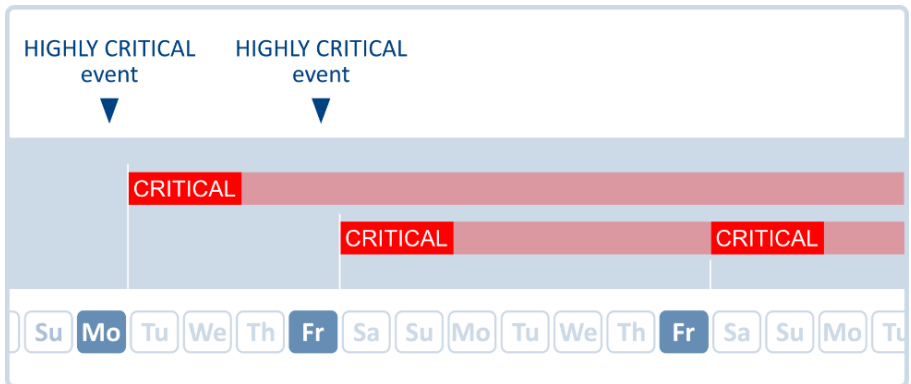 HIGHLY CRITICAL
event
HIGHLY CRITICAL
event
CRITICAL
CRITICAL
CRITICAL
Su Mo Tu We Th Fr Sa Su Mo Tu We Th Fr Sa Su Mo